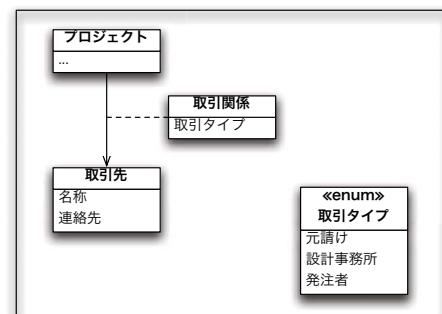 プロジェクト
...
取引関係
取引タイプ
取引先
名称
連絡先
«enum»
取引タイプ
元請け
設計事務所
発注者